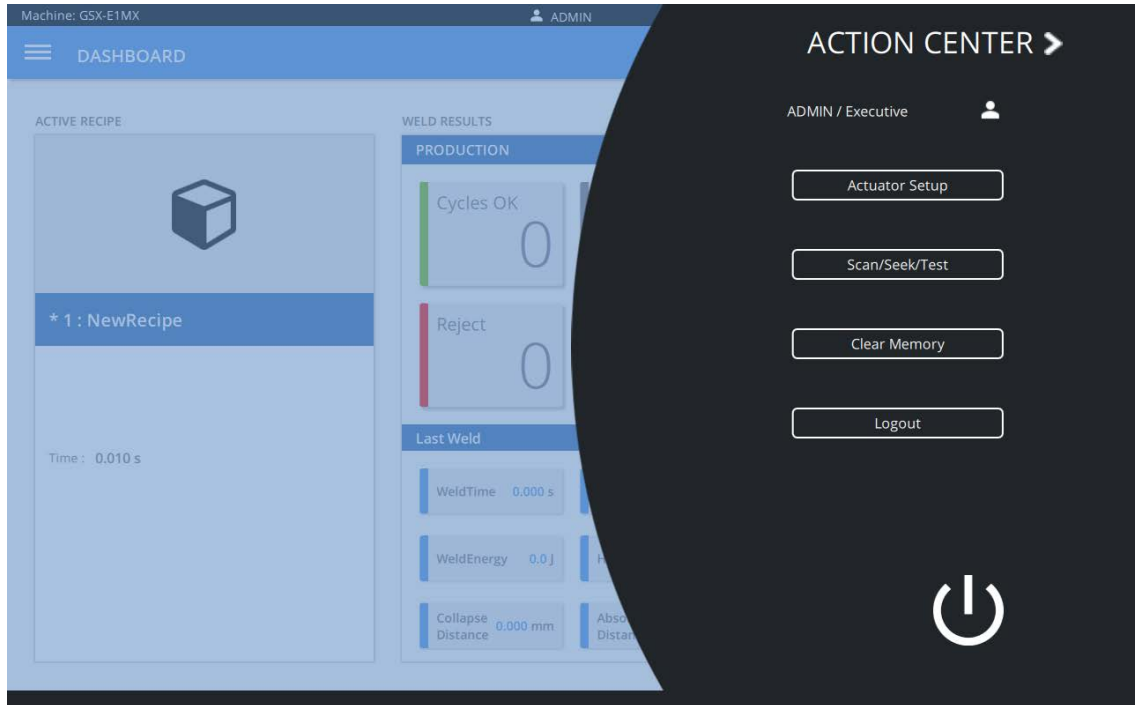 Machine: GSX-E1MX
ADMIN
DASHBOARD
ACTIVE RECIPE
* 1 : NewRecipe
Time : 0.010 s
WELD RESULTS
PRODUCTION
Cycles OK
0
Reject
0
Last Weld
WeldTime 0.000 s
WeldEnergy 0.0 J
H
Collapse
Distance 0.000 mm
Abso
Distan
ACTION CENTER
ADMIN / Executive
Actuator Setup
Scan/Seek/Test
Clear Memory
Logout